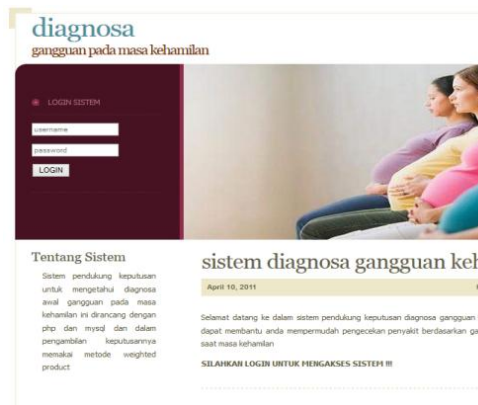 diagnosa
gangguan pada masa kehamilan
LOGIN SISTEM
username
password
LOGIN
Tentang Sistem
Sistem pendukung keputusan
untuk mengetahui diagnosa
awal gangguan pada masa
kehamilan ini dirancang dengan
php dan mysql dan dalam
pengambilan keputusannya
memakai metode weighted
product
sistem diagnosa gangguan keh
April 10, 2011
Selamat datang ke dalam sistem pendukung keputusan diagnosa gangguan
dapat membantu anda mempermudah pengecekan penyakit berdasarkan ga
saat masa kehamilan
SILAHKAN LOGIN UNTUK MENGAKSES SISTEM !!!